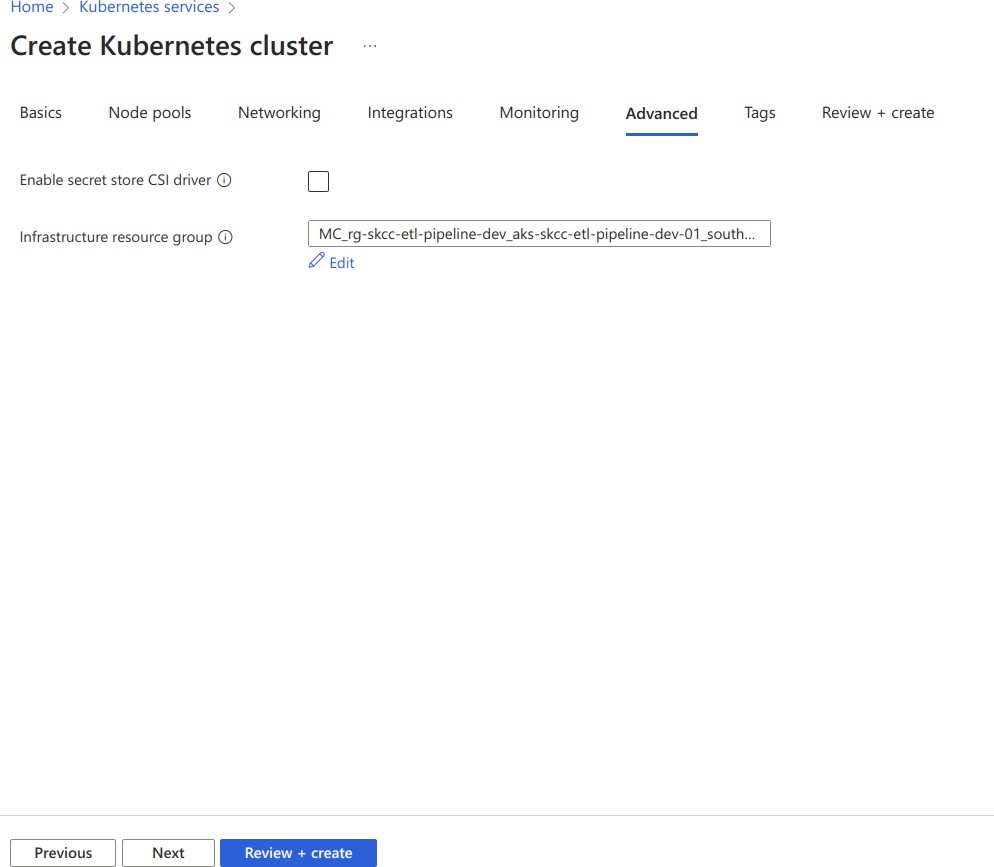 Home > Kubernetes services >
Create Kubernetes cluster ...
Basics Node pools Networking Integrations Monitoring Advanced Tags Review + create
Enable secret store CSI driver
Infrastructure resource group MC_rg-skcc-etl-pipeline-dev_aks-skcc-etl-pipeline-dev-01_south...
Edit
Previous Next Review + create